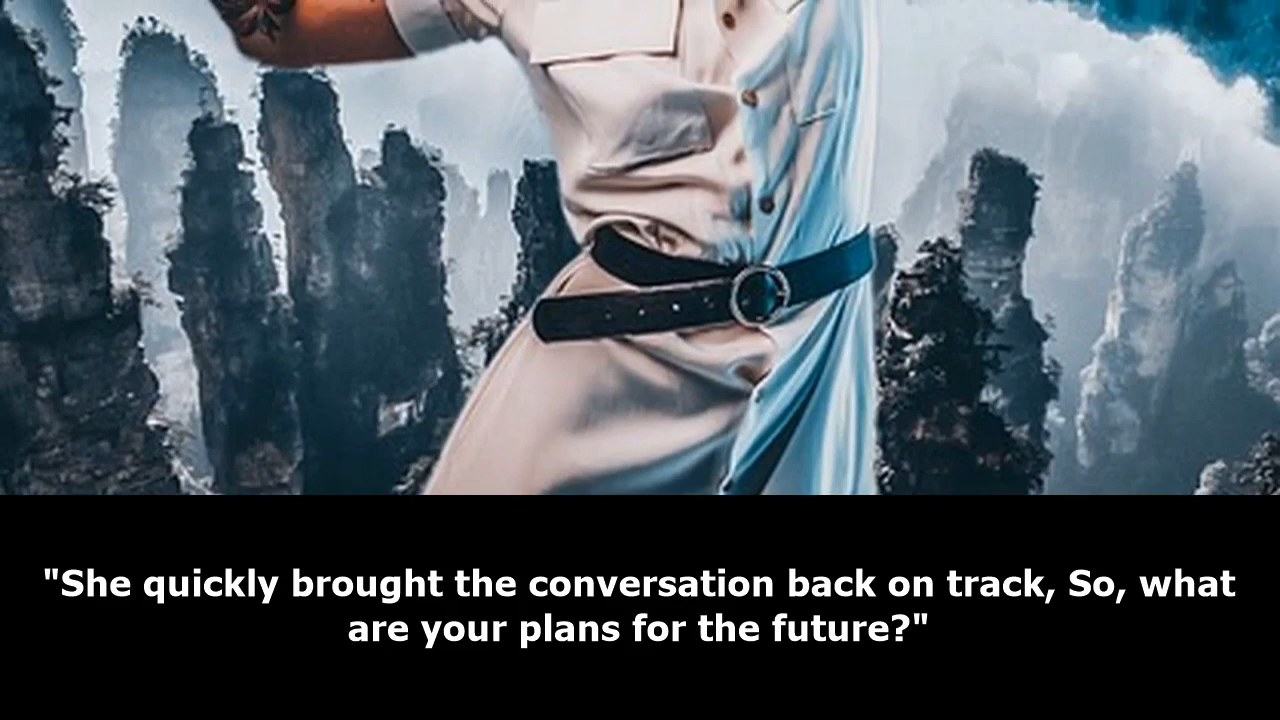 "She quickly brought the conversation back on track, So, what
are your plans for the future?"